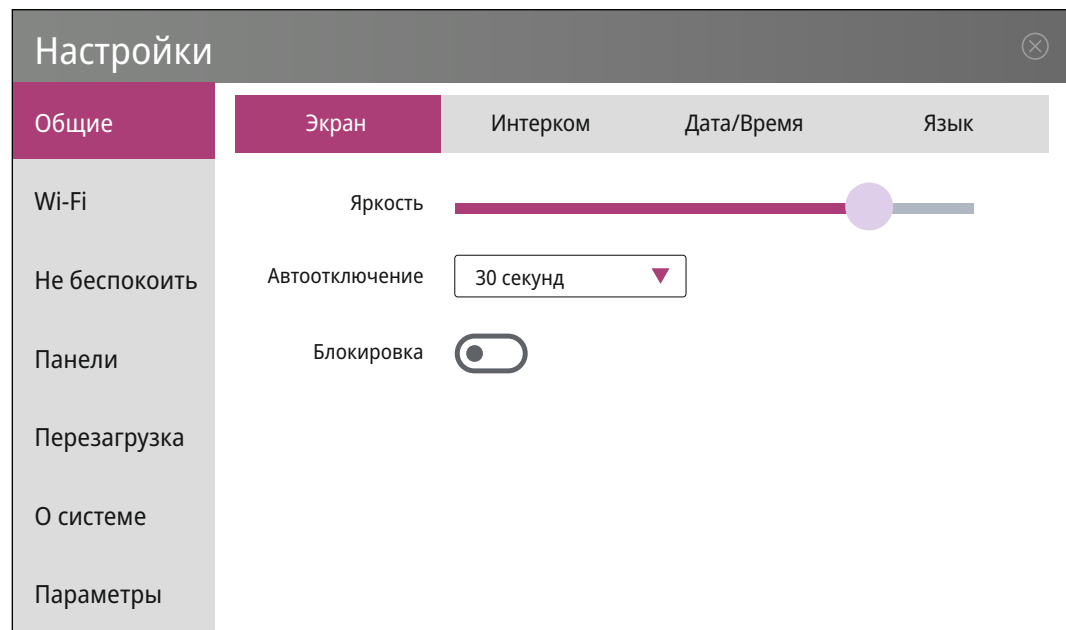 Настройки
Общие
Wi-Fi
Не беспокоить
Панели
Перезагрузка
О системе
Параметры
Экран Интерком Дата/Время Язык
Яркость
Автоотключение 30 секунд
Блокировка